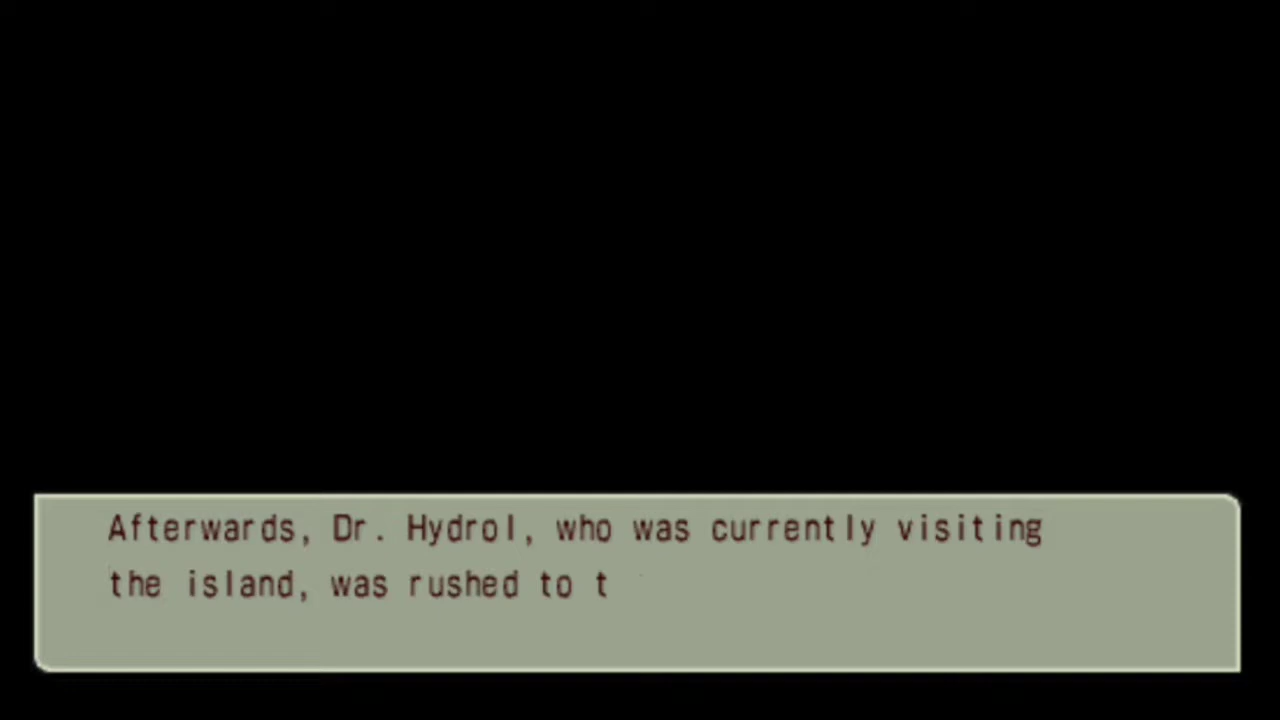 Afterwards, Dr. Hydrol, who was currently visiting
the island, was rushed to t